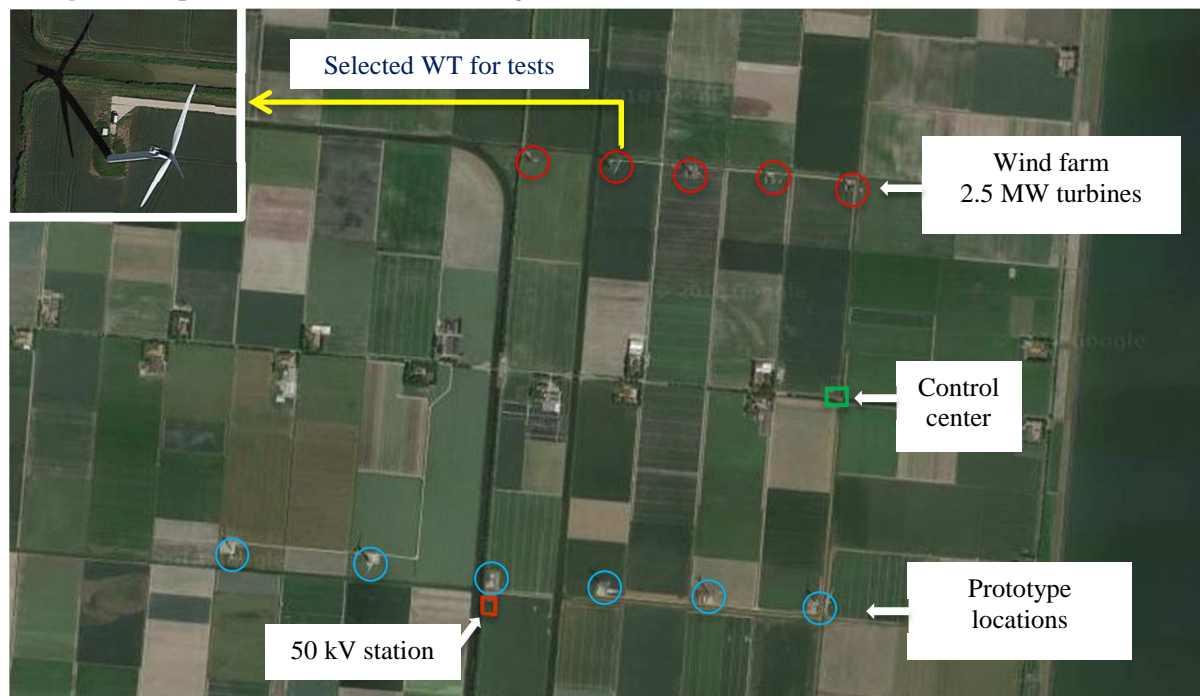 Selected WT for tests
Wind farm
2.5 MW turbines
Control
center
Prototype
locations
50 kV station